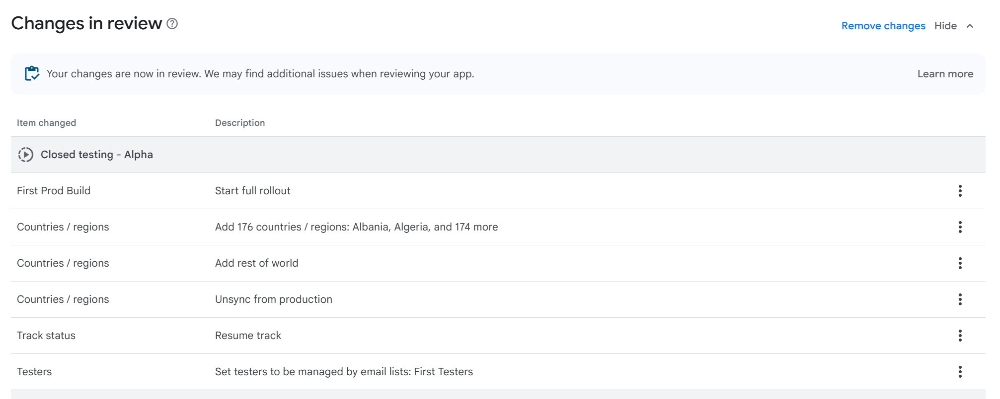 Changes in review
Remove changes Hide
Your changes are now in review. We may find additional issues when reviewing your app. Learn more
Item changed Description
Closed testing - Alpha
First Prod Build Start full rollout
Countries / regions Add 176 countries / regions: Albania, Algeria, and 174 more
Countries / regions Add rest of world
Countries / regions Unsync from production
Track status Resume track
Testers Set testers to be managed by email lists: First Testers